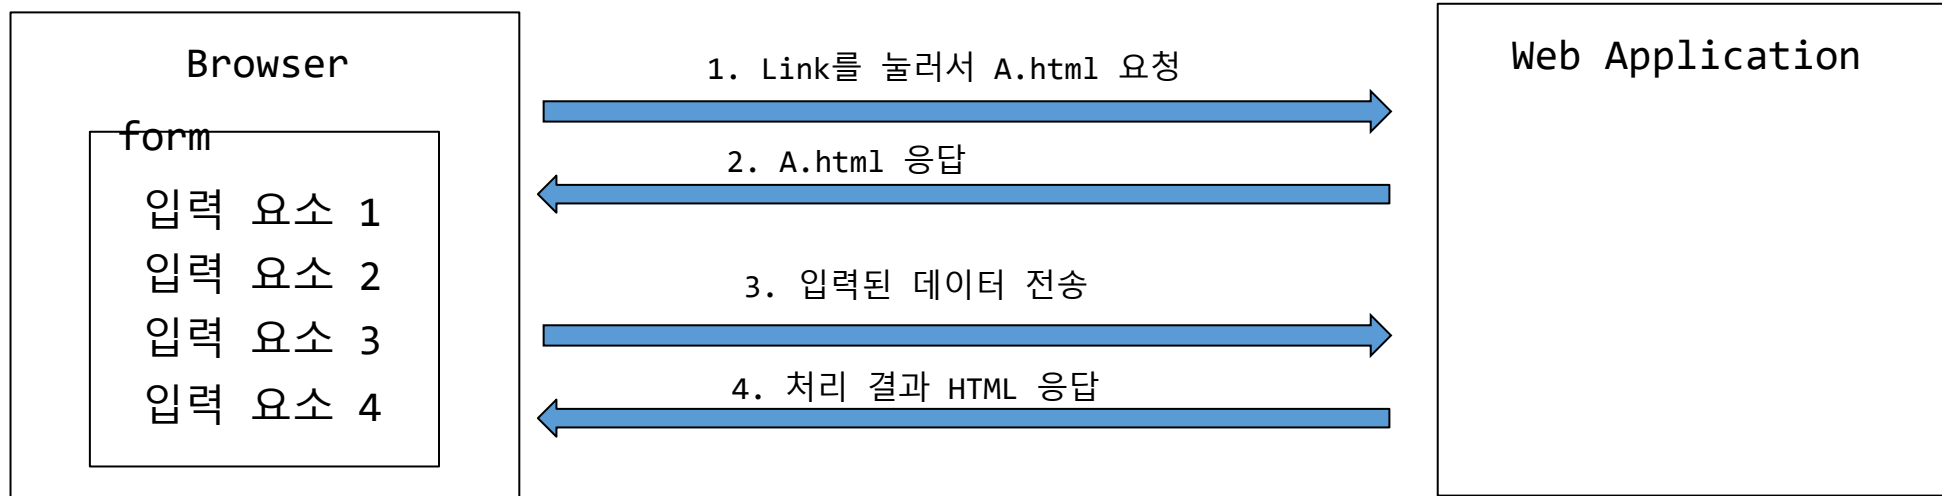 Browser
form
입력 요소 1
입력 요소 2
입력 요소 3
입력 요소 4
1. Link를 눌러서 A.html 요청
2. A.html 응답
3. 입력된 데이터 전송
4. 처리 결과 HTML 응답
Web Application